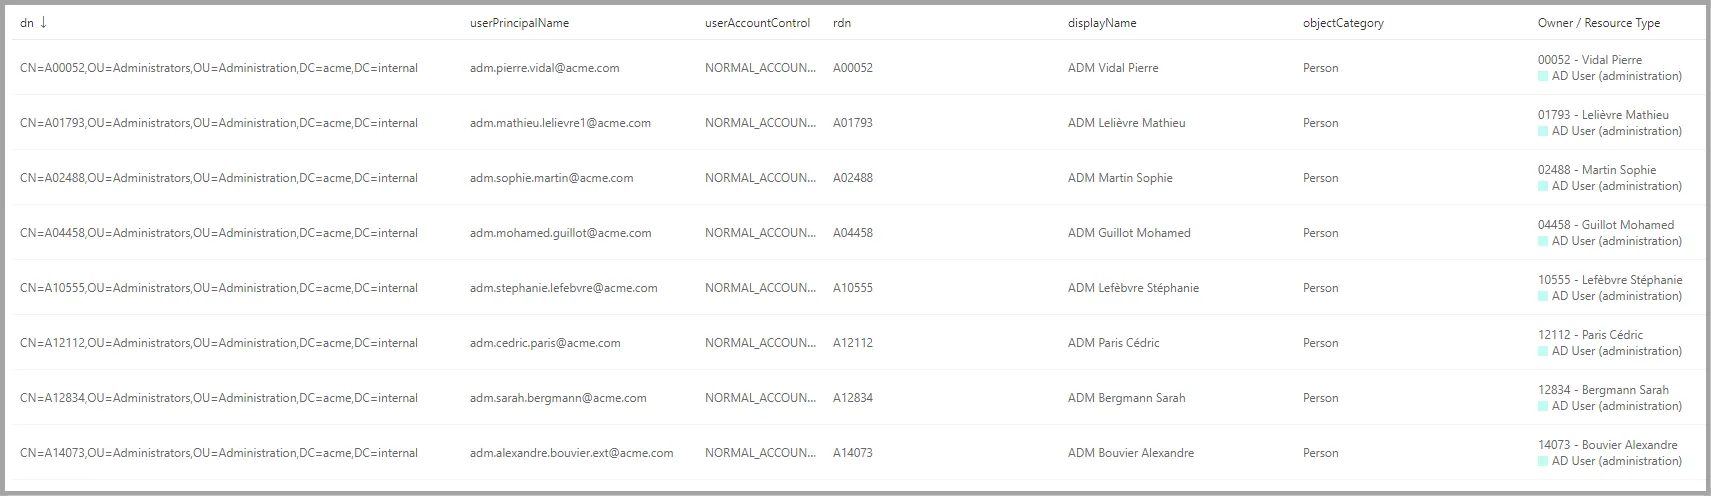 dn ↓ userPrincipalName userAccountControl rdn displayName objectCategory Owner / Resource Type
CN=A00052,OU=Administrators,OU=Administration,DC=acme,DC=internal adm.pierre.vidal@acme.com NORMAL_ACCOUN... A00052 ADM Vidal Pierre Person 00052 - Vidal Pierre
AD User (administration)
CN=A01793,OU=Administrators,OU=Administration,DC=acme,DC=internal adm.mathieu.lelievre1@acme.com NORMAL_ACCOUN... A01793 ADM Lelièvre Mathieu Person 01793 - Lelièvre Mathieu
AD User (administration)
CN=A02488,OU=Administrators,OU=Administration,DC=acme,DC=internal adm.sophie.martin@acme.com NORMAL_ACCOUN... A02488 ADM Martin Sophie Person 02488 - Martin Sophie
AD User (administration)
CN=A04458,OU=Administrators,OU=Administration,DC=acme,DC=internal adm.mohamed.guillot@acme.com NORMAL_ACCOUN... A04458 ADM Guillot Mohamed Person 04458 - Guillot Mohamed
AD User (administration)
CN=A10555,OU=Administrators,OU=Administration,DC=acme,DC=internal adm.stephanie.lefebvre@acme.com NORMAL_ACCOUN... A10555 ADM Lefèbvre Stéphanie Person 10555 - Lefèbvre Stéphanie
AD User (administration)
CN=A12112,OU=Administrators,OU=Administration,DC=acme,DC=internal adm.cedric.paris@acme.com NORMAL_ACCOUN... A12112 ADM Paris Cédric Person 12112 - Paris Cédric
AD User (administration)
CN=A12834,OU=Administrators,OU=Administration,DC=acme,DC=internal adm.sarah.bergmann@acme.com NORMAL_ACCOUN... A12834 ADM Bergmann Sarah Person 12834 - Bergmann Sarah
AD User (administration)
CN=A14073,OU=Administrators,OU=Administration,DC=acme,DC=internal adm.alexandre.bouvier.ext@acme.com NORMAL_ACCOUN... A14073 ADM Bouvier Alexandre Person 14073 - Bouvier Alexandre
AD User (administration)